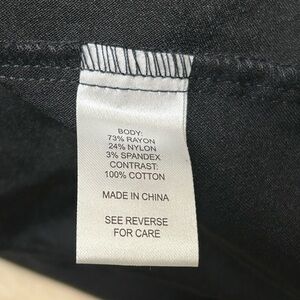 BODY:
73% RAYON
24% NYLON
3% SPANDEX
CONTRAST:
100% COTTON
MADE IN CHINA
SEE REVERSE
FOR CARE